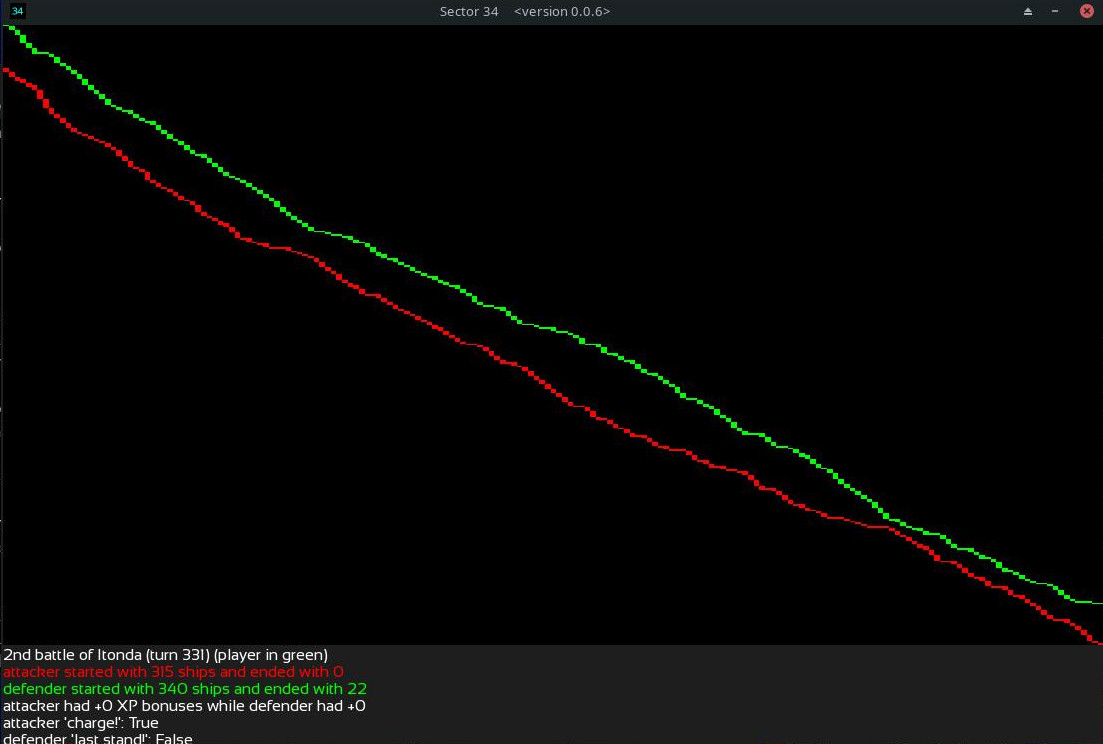 34
Sector 34 <version 0.0.6>
2nd battle of Itonda (turn 331) (player in green)
attacker started with 315 ships and ended with 0
defender started with 340 ships and ended with 22
attacker had +0 XP bonuses while defender had +0
attacker 'charge!': True
defender 'last stand!': False